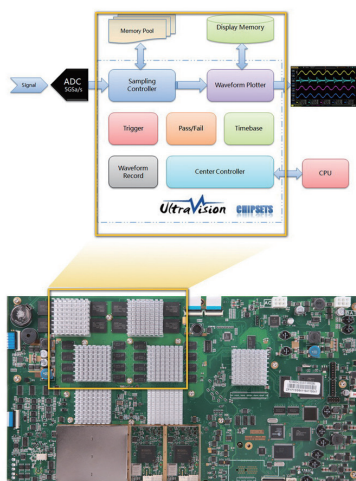 Memory Pool
Display Memory
Signal
ADC
5GSa/s
Sampling
Controller
Waveform Plotter
Trigger
Pass/Fail
Timebase
Waveform
Record
Center Controller
CPU
UltraVision CHIPSETS